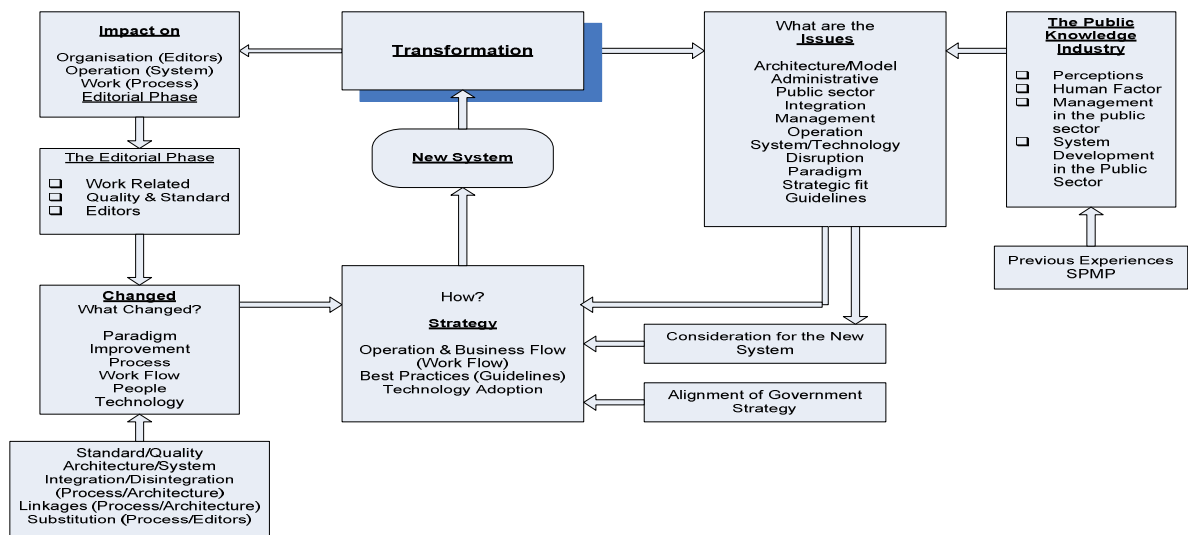 Impact on
Organisation (Editors)
Operation (System)
Work (Process)
Editorial Phase
Transformation
What are the
Issues
Architecture/Model
Administrative
Public sector
Integration
Management
Operation
System/Technology
Disruption
Paradigm
Strategic fit
Guidelines
The Public
Knowledge
Industry
Perceptions
Human Factor
Management
in the public
sector
System
Development
in the Public
Sector
New System
The Editorial Phase
Work Related
Quality & Standard
Editors
Previous Experiences
SPMP
Changed
What Changed?
Paradigm
Improvement
Process
Work Flow
People
Technology
How?
Strategy
Operation & Business Flow
(Work Flow)
Best Practices (Guidelines)
Technology Adoption
Consideration for the New
System
Alignment of Government
Strategy
Standard/Quality
Architecture/System
Integration/Disintegration
(Process/Architecture)
Linkages (Process/Architecture)
Substitution (Process/Editors)